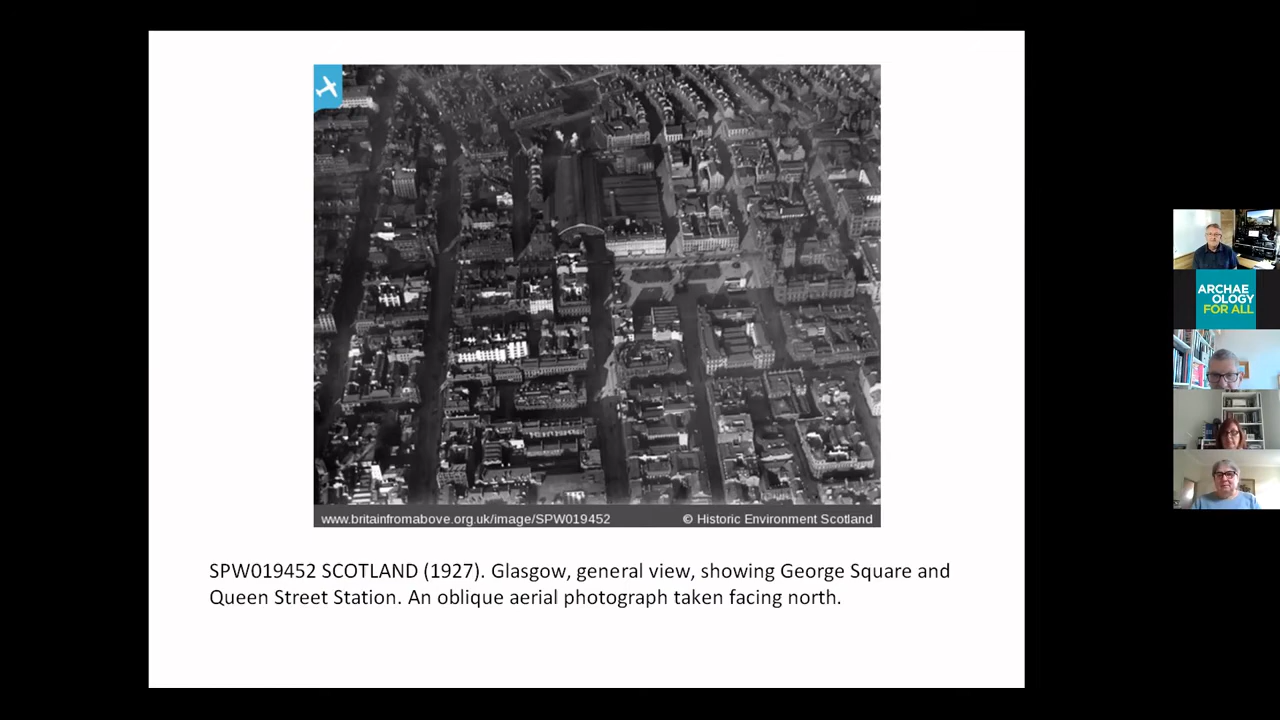 www.britainfromabove.org.uk/image/SPW019452 © Historic Environment Scotland
SPW019452 SCOTLAND (1927). Glasgow, general view, showing George Square and
Queen Street Station. An oblique aerial photograph taken facing north.
ARCHAE
OLOGY
FOR ALL